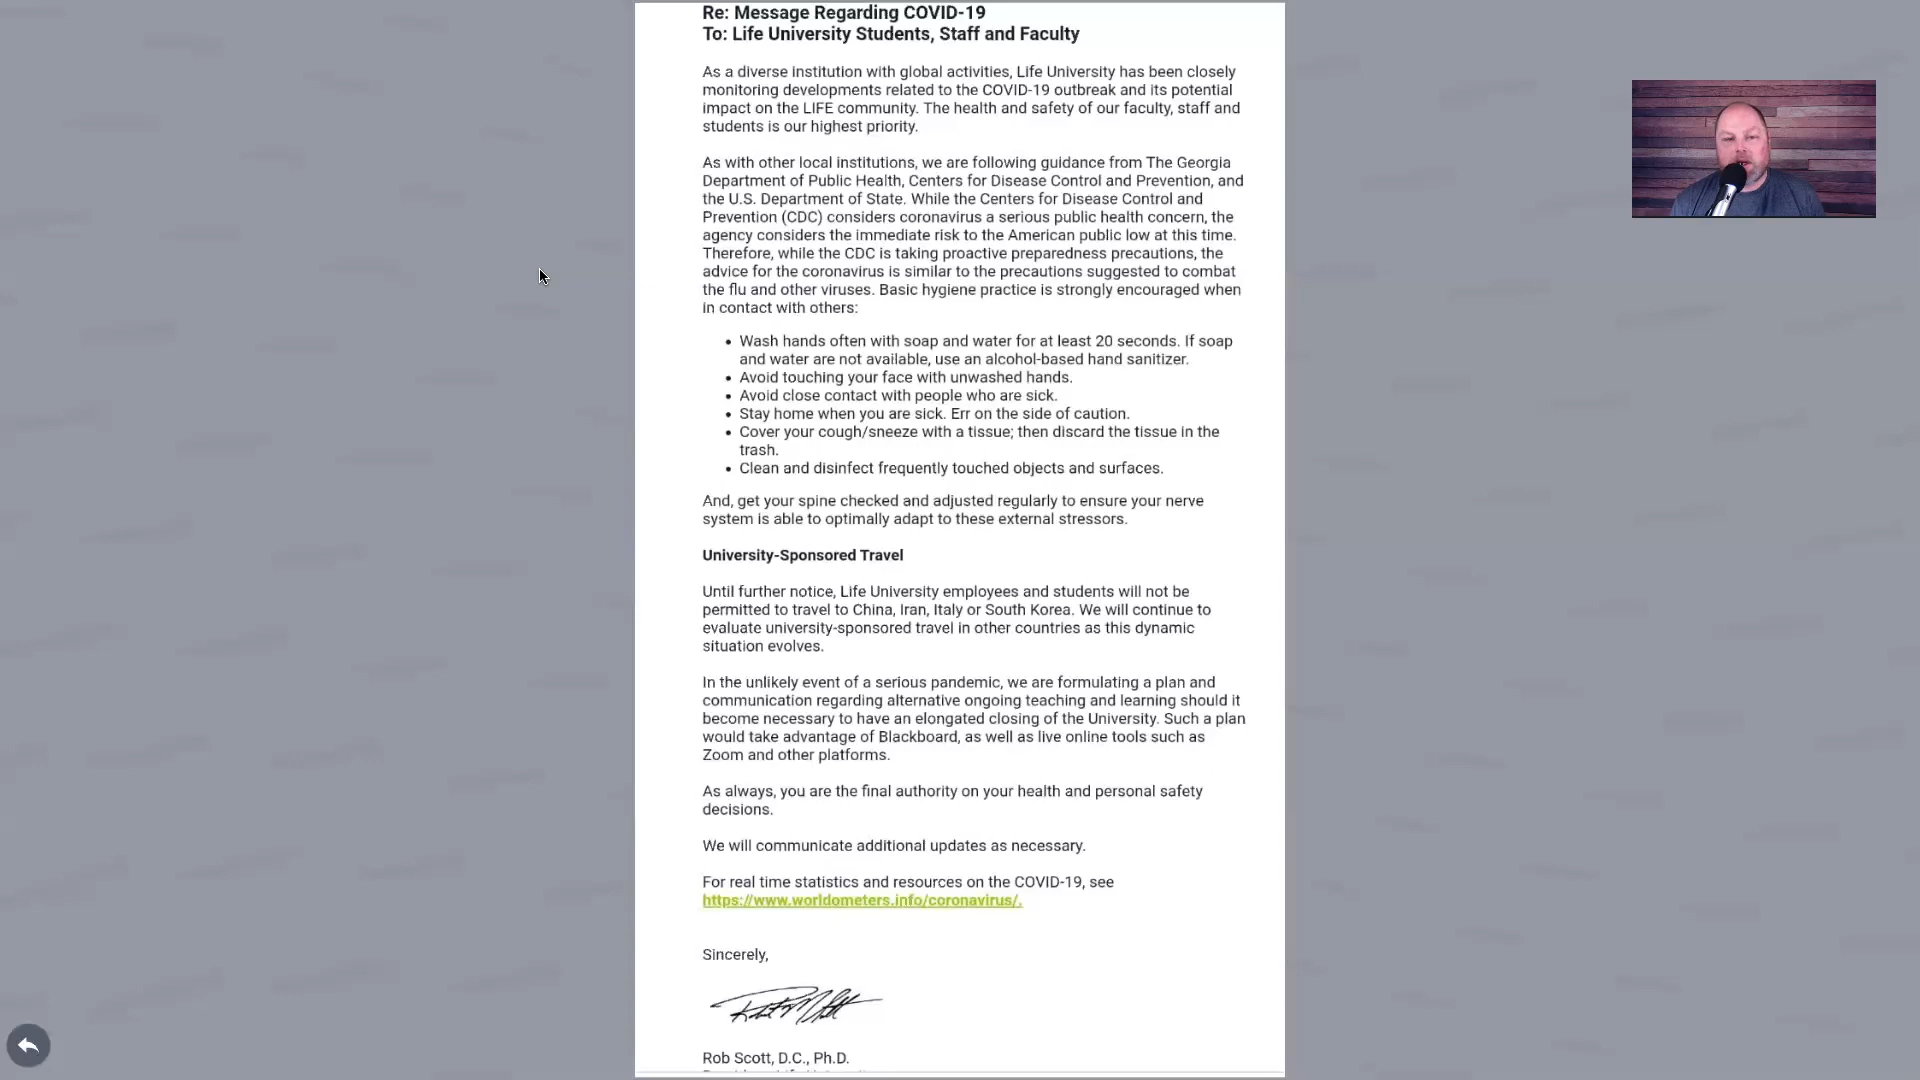 Re: Message Regarding COVID-19
To: Life University Students, Staff and Faculty
As a diverse institution with global activities, Life University has been closely
monitoring developments related to the COVID-19 outbreak and its potential
impact on the LIFE community. The health and safety of our faculty, staff and
students is our highest priority.
As with other local institutions, we are following guidance from The Georgia
Department of Public Health, Centers for Disease Control and Prevention, and
the U.S. Department of State. While the Centers for Disease Control and
Prevention (CDC) considers coronavirus a serious public health concern, the
agency considers the immediate risk to the American public low at this time.
Therefore, while the CDC is taking proactive preparedness precautions, the
advice for the coronavirus is similar to the precautions suggested to combat
the flu and other viruses. Basic hygiene practice is strongly encouraged when
in contact with others:
• Wash hands often with soap and water for at least 20 seconds. If soap
and water are not available, use an alcohol-based hand sanitizer.
• Avoid touching your face with unwashed hands.
• Avoid close contact with people who are sick.
• Stay home when you are sick. Err on the side of caution.
• Cover your cough/sneeze with a tissue; then discard the tissue in the
trash.
• Clean and disinfect frequently touched objects and surfaces.
And, get your spine checked and adjusted regularly to ensure your nerve
system is able to optimally adapt to these external stressors.
University-Sponsored Travel
Until further notice, Life University employees and students will not be
permitted to travel to China, Iran, Italy or South Korea. We will continue to
evaluate university-sponsored travel in other countries as this dynamic
situation evolves.
In the unlikely event of a serious pandemic, we are formulating a plan and
communication regarding alternative ongoing teaching and learning should it
become necessary to have an elongated closing of the University. Such a plan
would take advantage of Blackboard, as well as live online tools such as
Zoom and other platforms.
As always, you are the final authority on your health and personal safety
decisions.
We will communicate additional updates as necessary.
For real time statistics and resources on the COVID-19, see
https://www.worldometers.info/coronavirus/.
Sincerely,
Rob Scott, D.C., Ph.D.